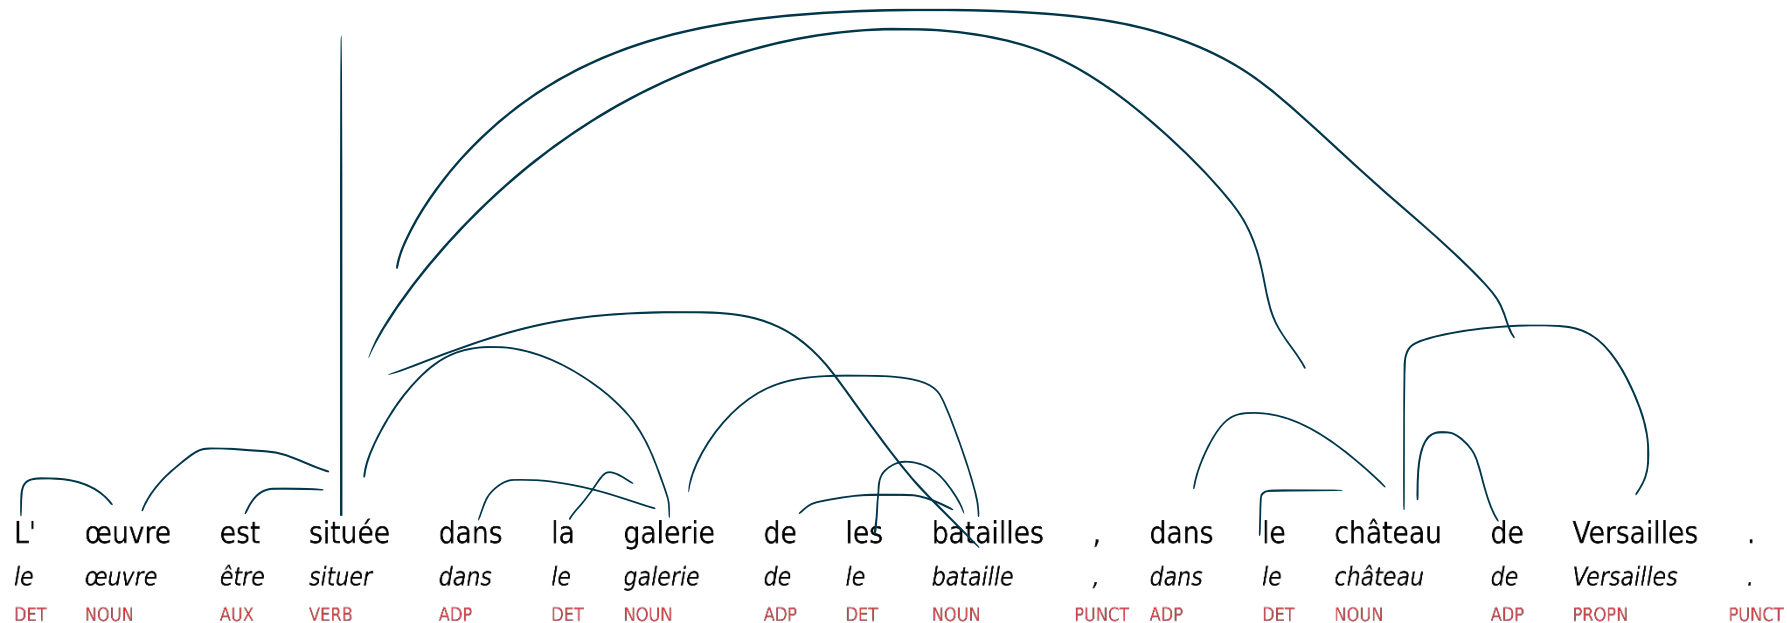 L' œuvre est située dans la galerie de les batailles , dans le château de Versailles .
le œuvre être situer dans le galerie de le bataille , dans le château de Versailles .
DET NOUN AUX VERB ADP DET NOUN ADP DET NOUN PUNCT ADP DET NOUN ADP PROPN PUNCT